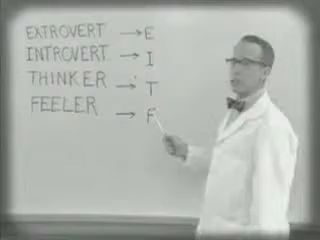 EXTROVERT → E
INTROVERT → I
THINKER → T
FEELER → F